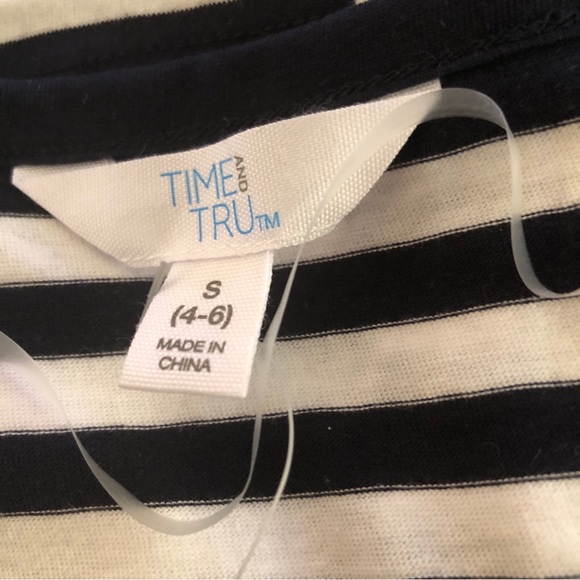 TIME AND
TRU™
S
(4-6)
MADE IN
CHINA